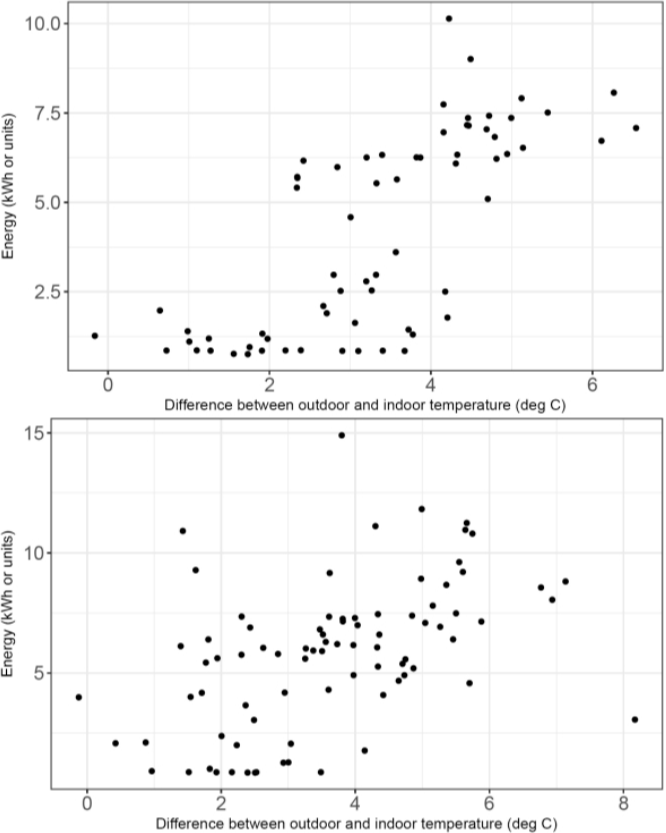 10.0
7.5
5.0
2.5
Energy (kWh or units)
0 2 4 6
Difference between outdoor and indoor temperature (deg C)
15
10
5
Energy (kWh or units)
0 2 4 6 8
Difference between outdoor and indoor temperature (deg C)